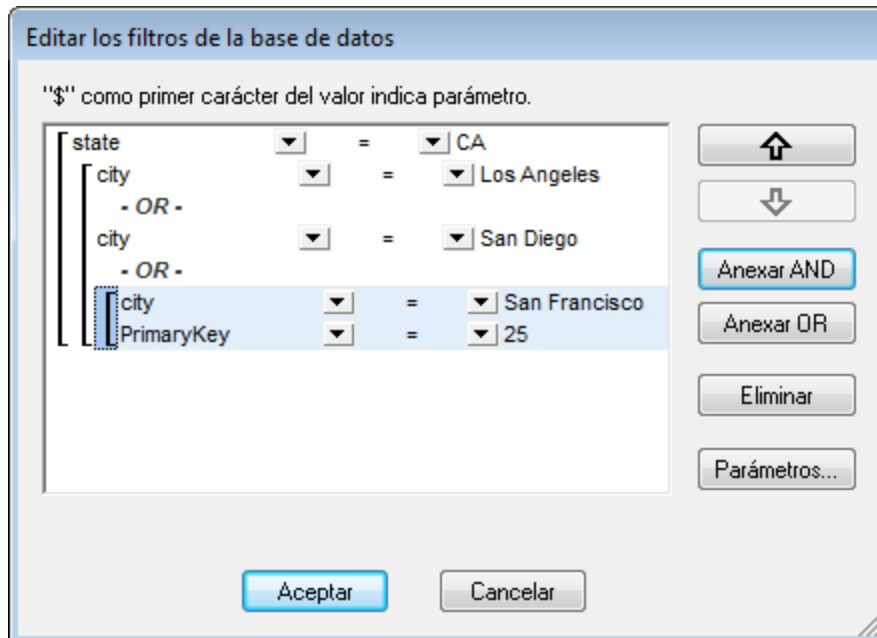 Editar los filtros de la base de datos
"$" como primer carácter del valor indica parámetro.
state = CA
city = Los Angeles
- OR -
city = San Diego
- OR -
city = San Francisco
PrimaryKey = 25
Anexar AND
Anexar OR
Eliminar
Parámetros...
Aceptar Cancelar